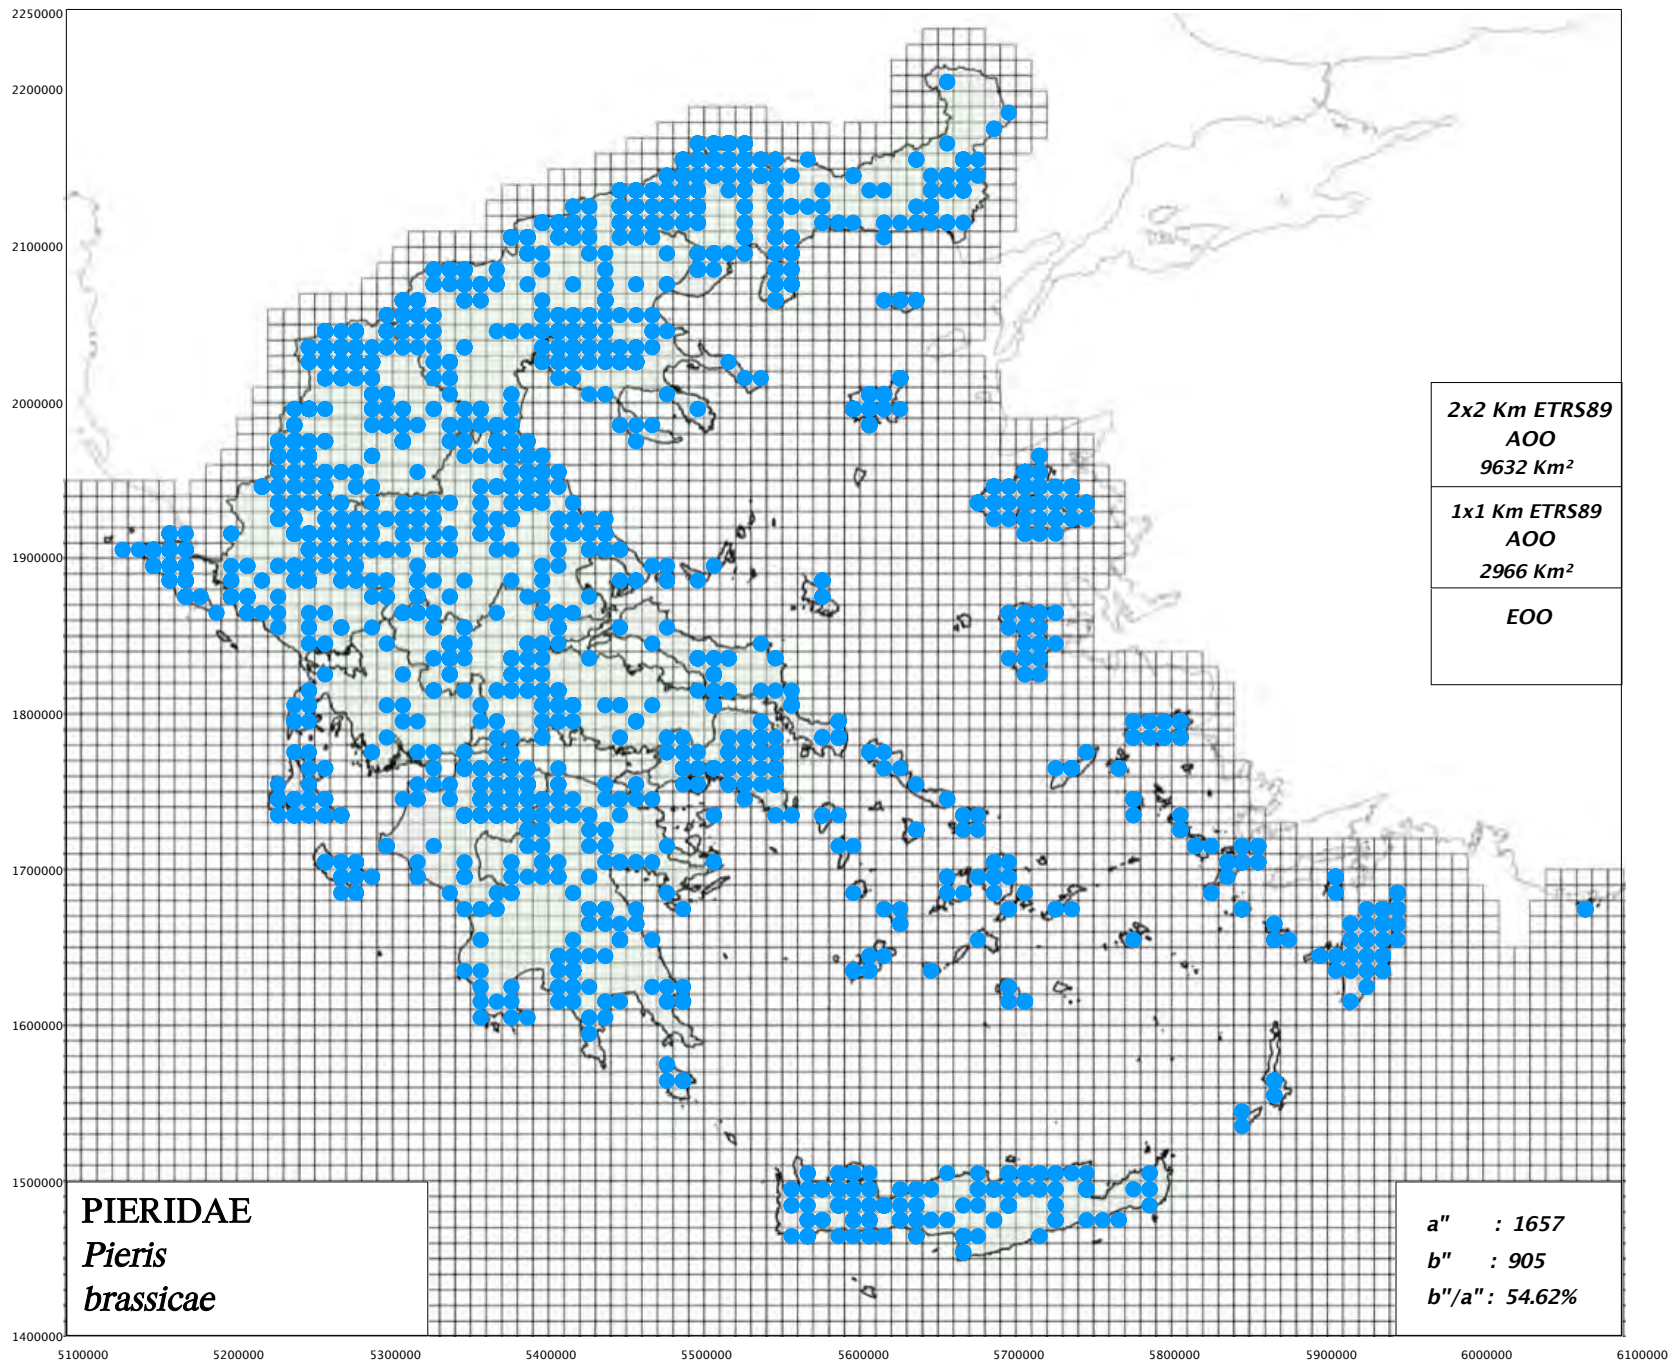 2250000
2200000
2100000
2000000
1900000
1800000
1700000
1600000
1500000
1400000
2x2 Km ETRS89
AOO
9632 Km²
1x1 Km ETRS89
AOO
2966 Km²
EOO
PIERIDAE
Pieris
brassicae
a" : 1657
b" : 905
b"/a" : 54.62%
5100000 5200000 5300000 5400000 5500000 5600000 5700000 5800000 5900000 6000000 6100000